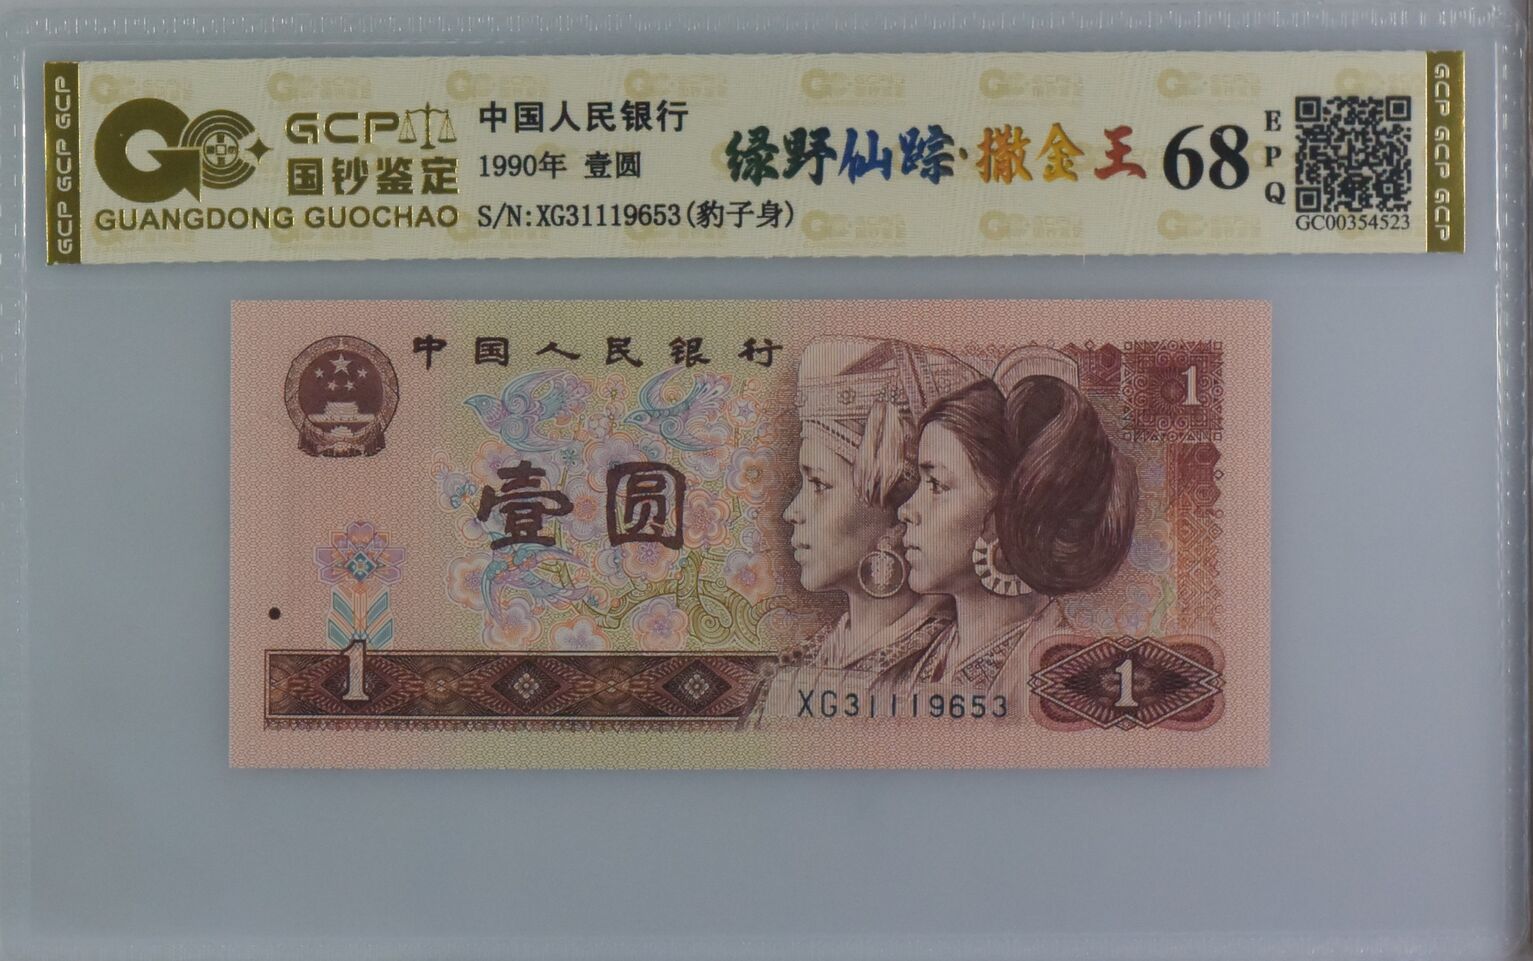 GCP GCP GCP
GCP
国钞鉴定
GUANGDONG GUOCHAO
中国人民银行
1990年 壹圆
S/N:XG31119653(豹子身)
绿野仙踪·撒金王
68
EPQ
GC00354523
GCP GCP GCP
中国人民银行
1
壹圆
1
XG31119653
1